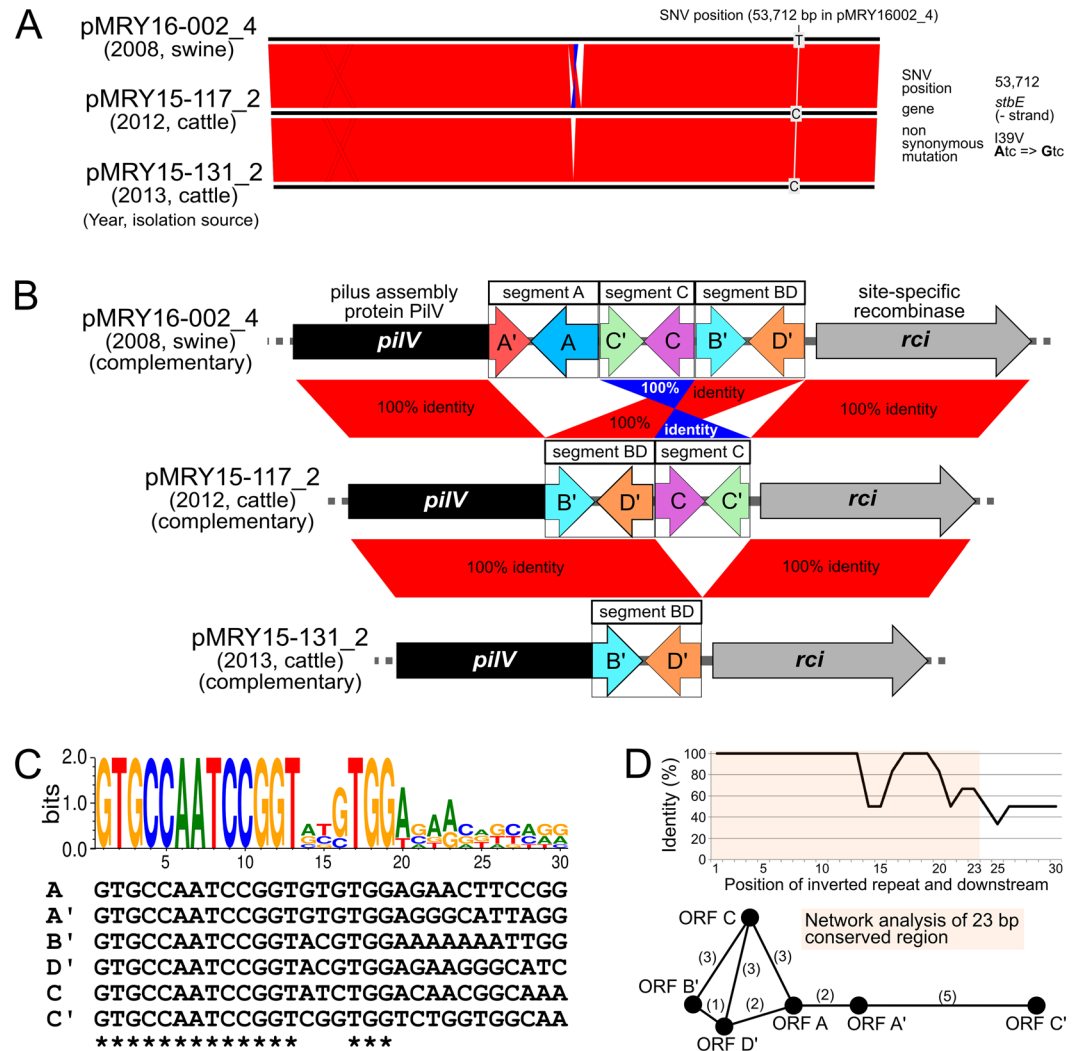 A
pMRY16-002_4
(2008, swine)
pMRY15-117_2
(2012, cattle)
pMRY15-131_2
(2013, cattle)
(Year, isolation source)
SNV position (53,712 bp in pMRY16002_4)
T
C
C
SNV
position
53,712
gene
stbE
(- strand)
non
synonymous
mutation
I39V
Atc => Gtc
B
pilus assembly
protein PilV
segment A
segment C
segment BD
site-specific
recombinase
pMRY16-002_4
(2008, swine)
(complementary)
pilV
A'
A
C'
C
B'
D'
rci
100% identity
100%
identity
100%
identity
100% identity
segment BD
segment C
pMRY15-117_2
(2012, cattle)
(complementary)
pilV
B'
D'
C
C'
rci
100% identity
100% identity
segment BD
pMRY15-131_2
(2013, cattle)
(complementary)
pilV
B'
D'
rci
C
2.0
1.0
0.0
bits
5
10
15
20
25
30
A GTGCCAATCCGGTGTGTGGAGAACTTCCGG
A' GTGCCAATCCGGTGTGTGGAGGGCATTAGG
B' GTGCCAATCCGGTACGTGGAAAAAAATTGG
D' GTGCCAATCCGGTACGTGGAGAAGGGCATC
C GTGCCAATCCGGTATCTGGACAACGGCAAA
C' GTGCCAATCCGGTCGGTGGTCTGGTGGCAA
************* ***
D
Identity (%)
100
80
60
40
20
0
1
5
10
15
20
23
25
30
Position of inverted repeat and downstream
Network analysis of 23 bp
conserved region
ORF C
(3)
(3)
(3)
ORF B'
(1)
(2)
ORF D'
ORF A
(2)
ORF A'
(5)
ORF C'